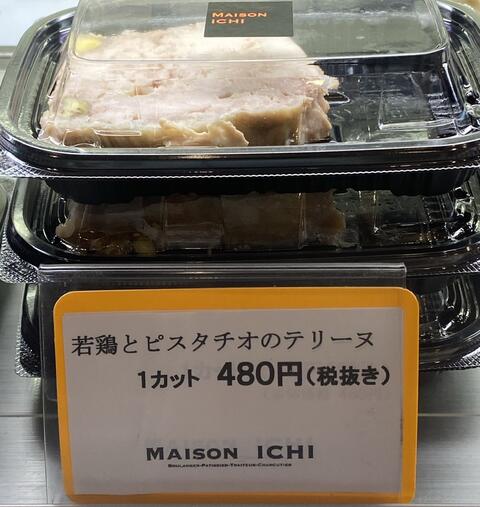 MAISON
ICHI
若鶏とピスタチオのテリーヌ
1カット 480円(税抜き)
MAISON ICHI
BOULANGER-PATISSIER-TRAITEUR-CHARCUTIER